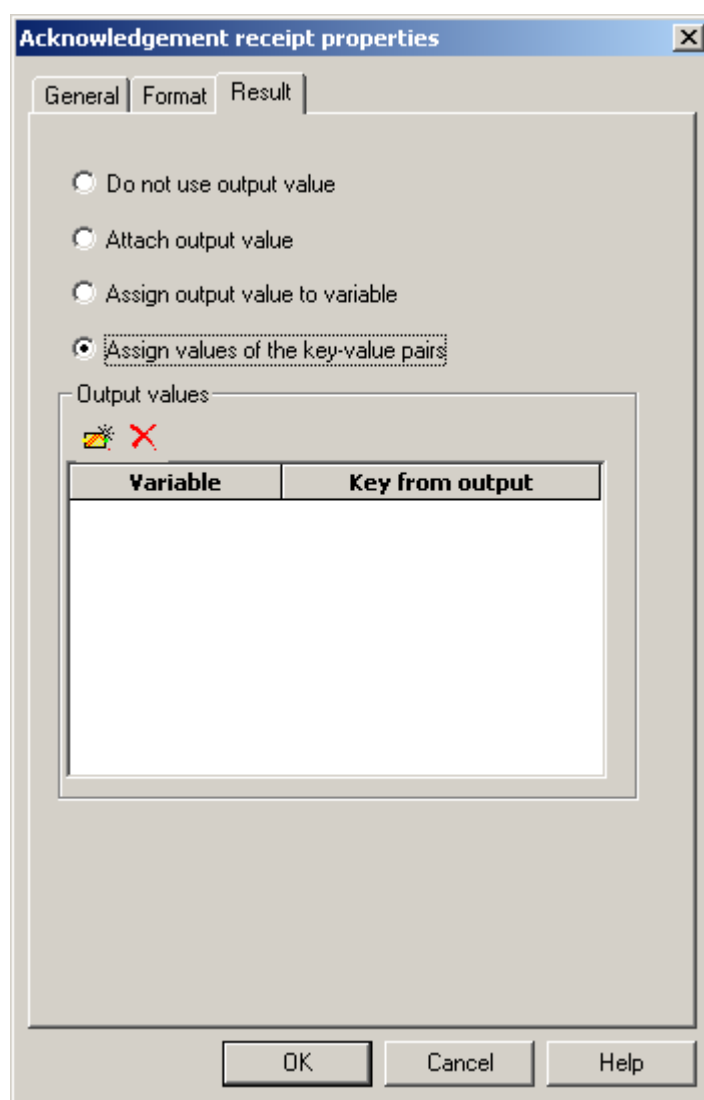 Acknowledgement receipt properties
General Format Result
Do not use output value
Attach output value
Assign output value to variable
Assign values of the key-value pairs
Output values
Variable Key from output
OK Cancel Help